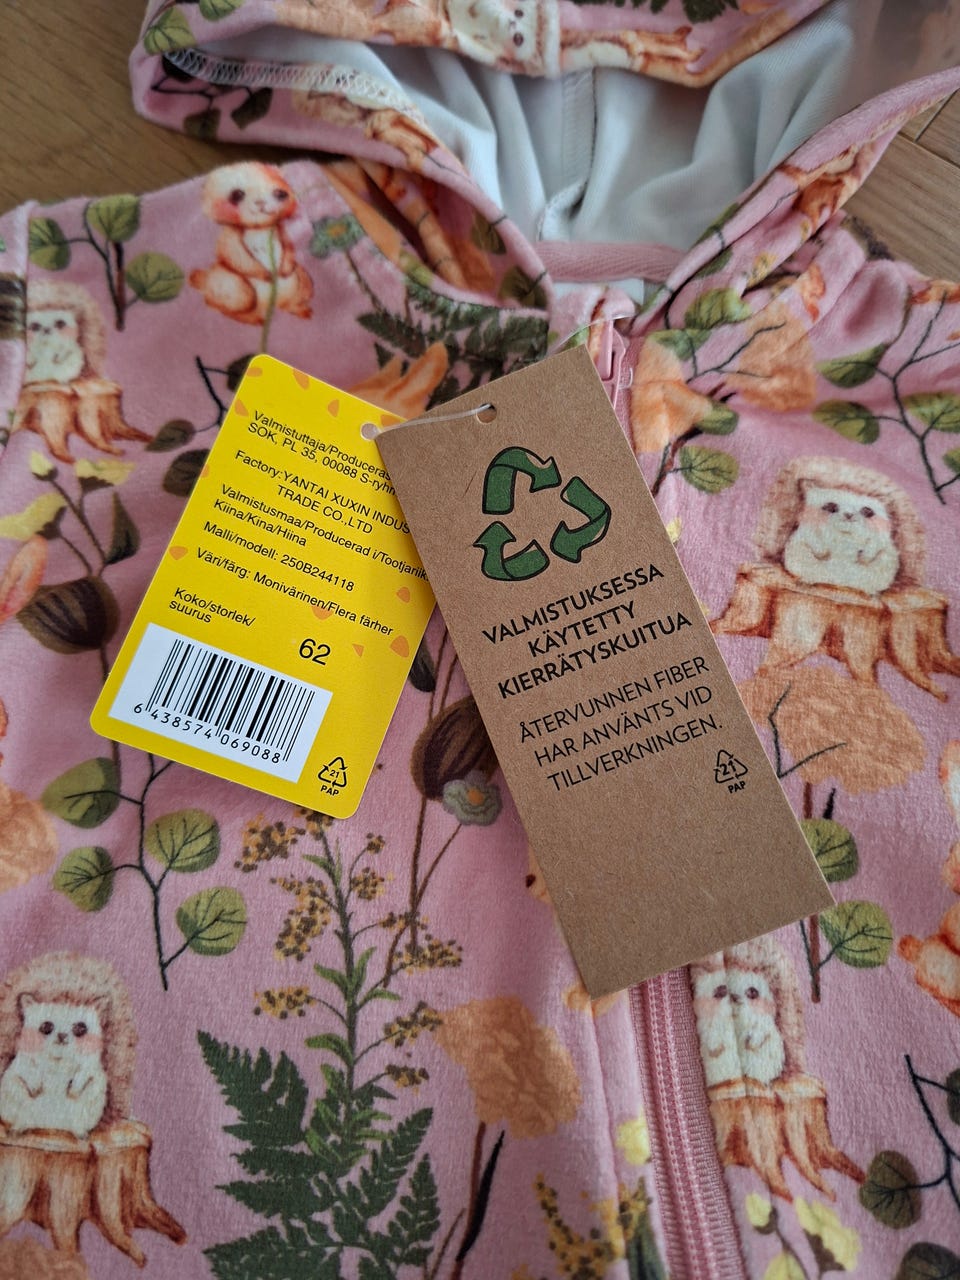 Valmistuttaja/Produceras
SOK, PL 35, 00088 S-ryhm
Factory:YANTAI XUXIN INDUS
TRADE CO.,LTD
Valmistusmaa/Producerad i/Tootjariik
Kiina/Kina/Hiina
Malli/modell: 250B244118
Väri/färg: Monivärinen/Flera färher
Koko/storlek/
suurus
62
6 438574 069088
21
PAP
VALMISTUKSESSA
KÄYTETTY
KIERRÄTYSKUITUA
ÅTERVUNNEN FIBER
HAR ANVÄNTS VID
TILLVERKNINGEN.
21
PAP